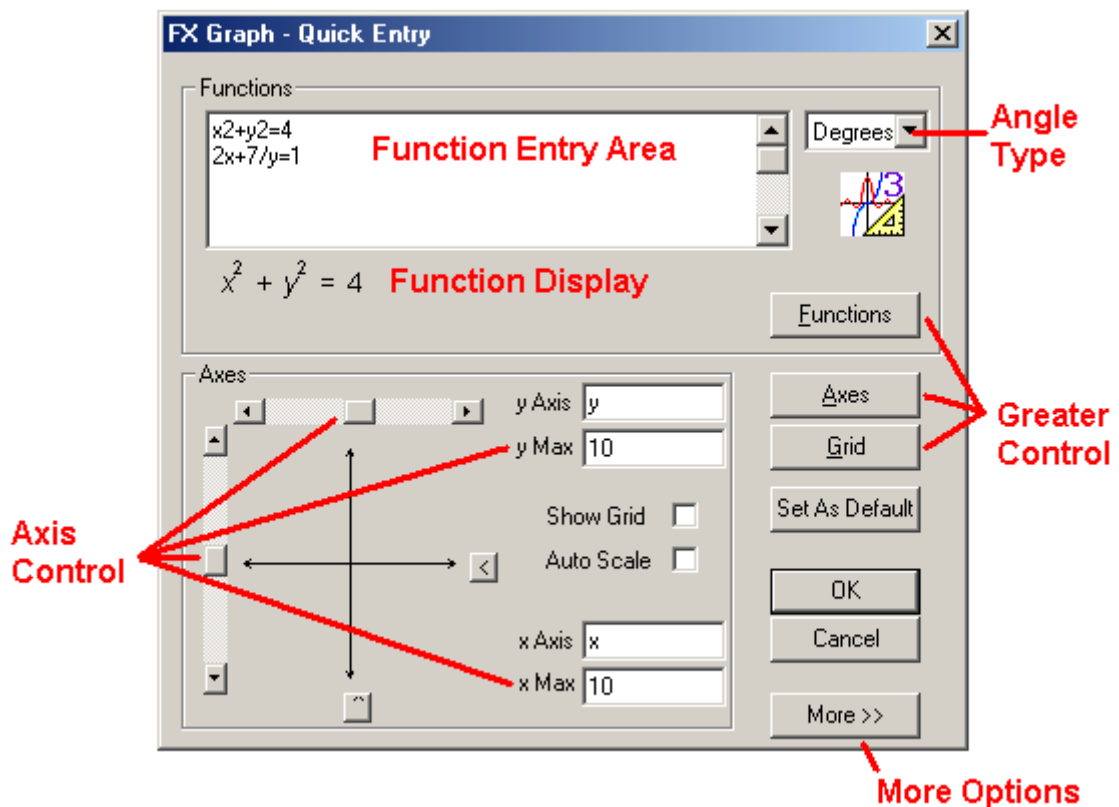 FX Graph - Quick Entry
Functions
x2+y2=4
2x+7/y=1
Function Entry Area
Degrees
Angle
Type
x² + y² = 4
Function Display
Functions
Axes
y Axis
y
y Max
10
Axes
Grid
Greater
Control
Show Grid
Auto Scale
Set As Default
Axis
Control
<
^
OK
x Axis
x
Cancel
x Max
10
More >>
More Options